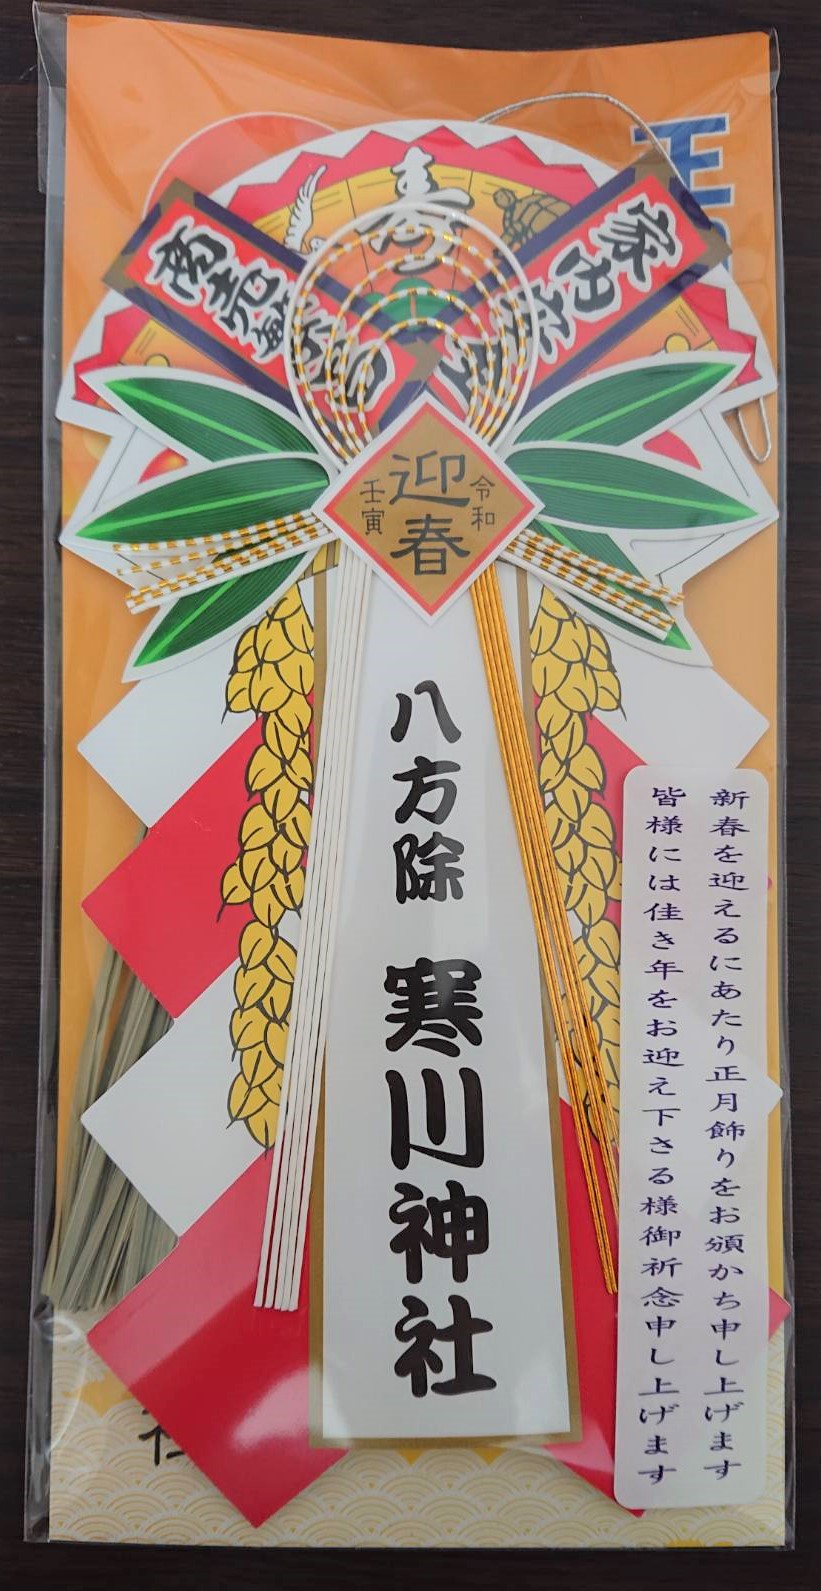 寿
商売繁昌
家内安全
迎春
令和
壬寅
八方除 寒川神社
新春を迎えるにあたり正月飾りをお頒かち申し上げます
皆様には佳き年をお迎え下さる様御祈念申し上げます
正
社